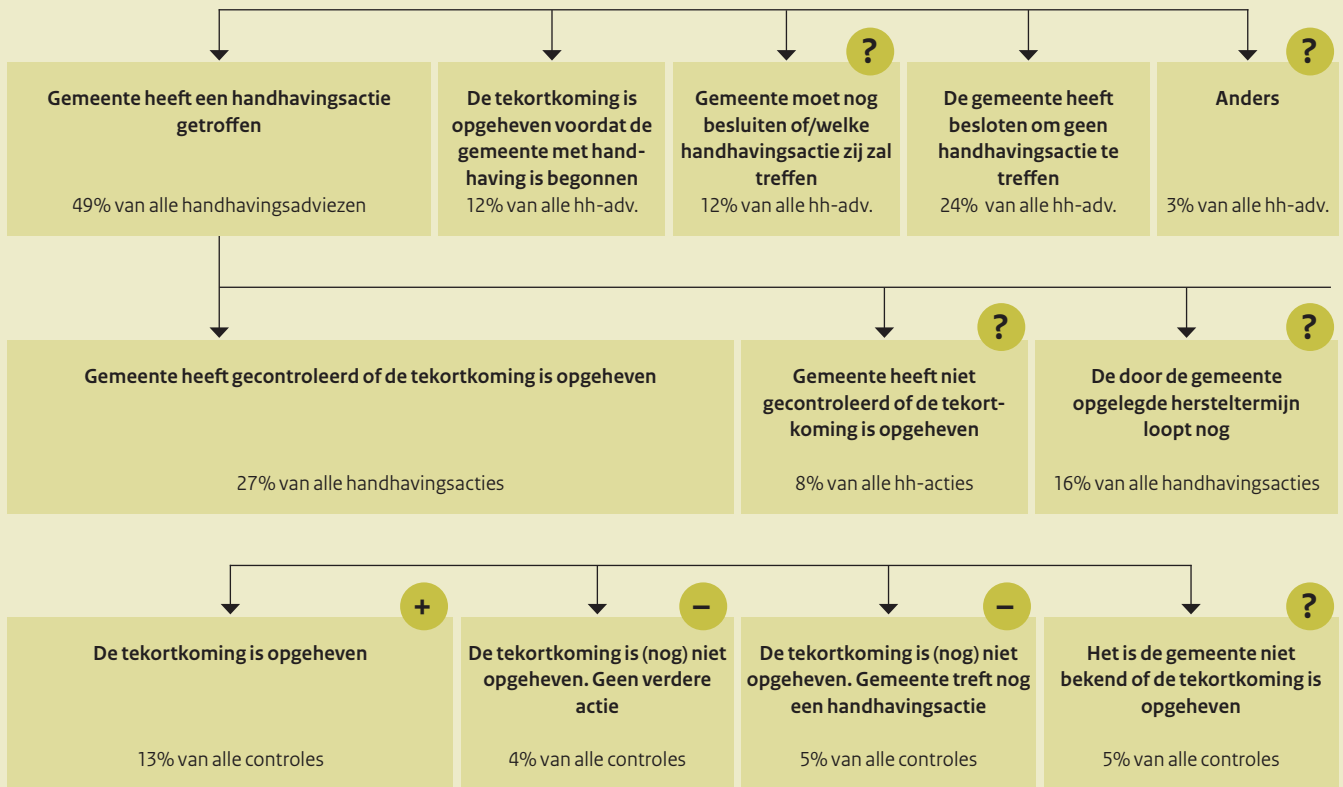 ?
?
Gemeente heeft een handhavingsactie
getroffen
49% van alle handhavingsadviezen
De tekortkoming is
opgeheven voordat de
gemeente met hand-
having is begonnen
12% van alle hh-adv.
Gemeente moet nog
besluiten of/welke
handhavingsactie zij zal
treffen
12% van alle hh-adv.
De gemeente heeft
besloten om geen
handhavingsactie te
treffen
24% van alle hh-adv.
Anders
3% van alle hh-adv.
?
?
Gemeente heeft gecontroleerd of de tekortkoming is opgeheven
27% van alle handhavingsacties
Gemeente heeft niet
gecontroleerd of de tekort-
koming is opgeheven
8% van alle hh-acties
De door de gemeente
opgelegde hersteltermijn
loopt nog
16% van alle handhavingsacties
+
–
–
?
De tekortkoming is opgeheven
13% van alle controles
De tekortkoming is (nog) niet
opgeheven. Geen verdere
actie
4% van alle controles
De tekortkoming is (nog) niet
opgeheven. Gemeente treft nog
een handhavingsactie
5% van alle controles
Het is de gemeente niet
bekend of de tekortkoming is
opgeheven
5% van alle controles